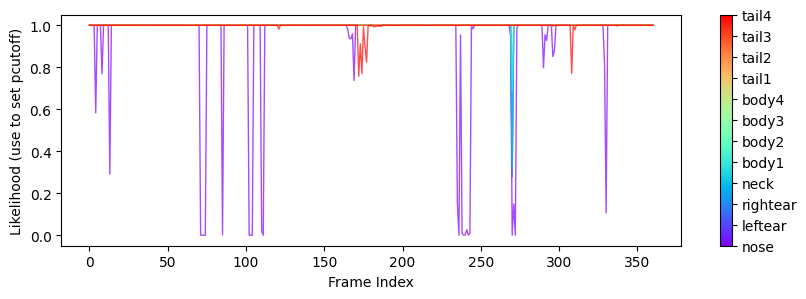 1.0
0.8
0.6
0.4
0.2
0.0
Likelihood (use to set pcutoff)
0 50 100 150 200 250 300 350
Frame Index
tail4
tail3
tail2
tail1
body4
body3
body2
body1
neck
rightear
leftear
nose